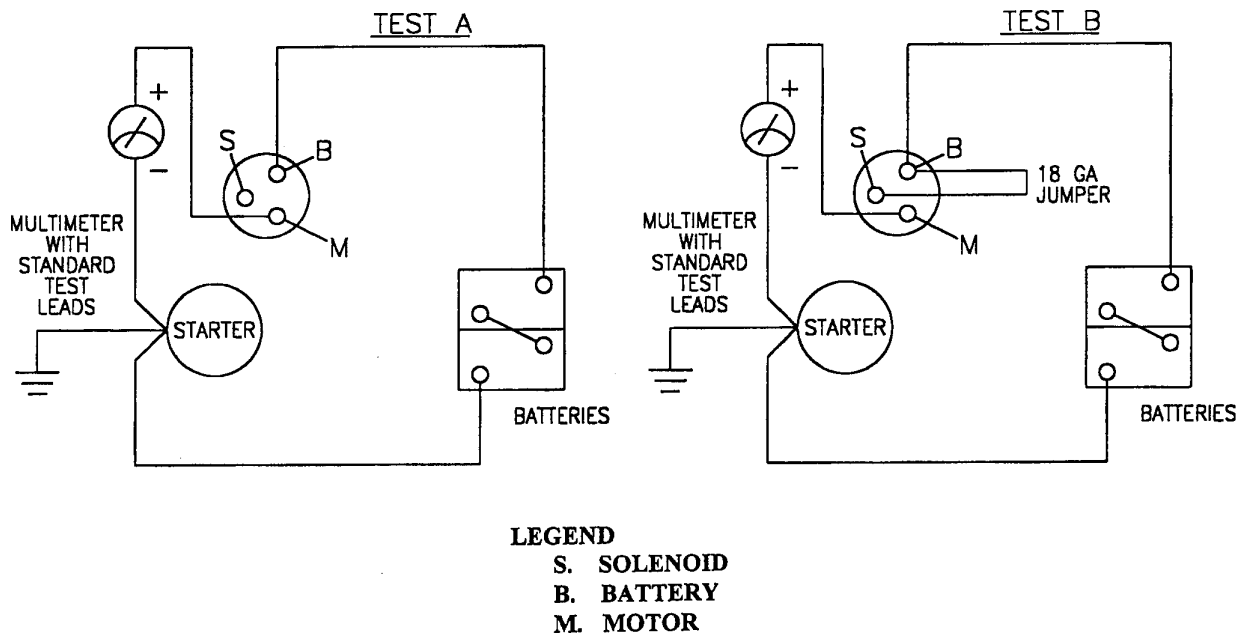 TEST A
+
S
B
–
M
MULTIMETER
WITH
STANDARD
TEST
LEADS
STARTER
BATTERIES
TEST B
+
S
B
–
18 GA
JUMPER
M
MULTIMETER
WITH
STANDARD
TEST
LEADS
STARTER
BATTERIES
LEGEND
S. SOLENOID
B. BATTERY
M. MOTOR